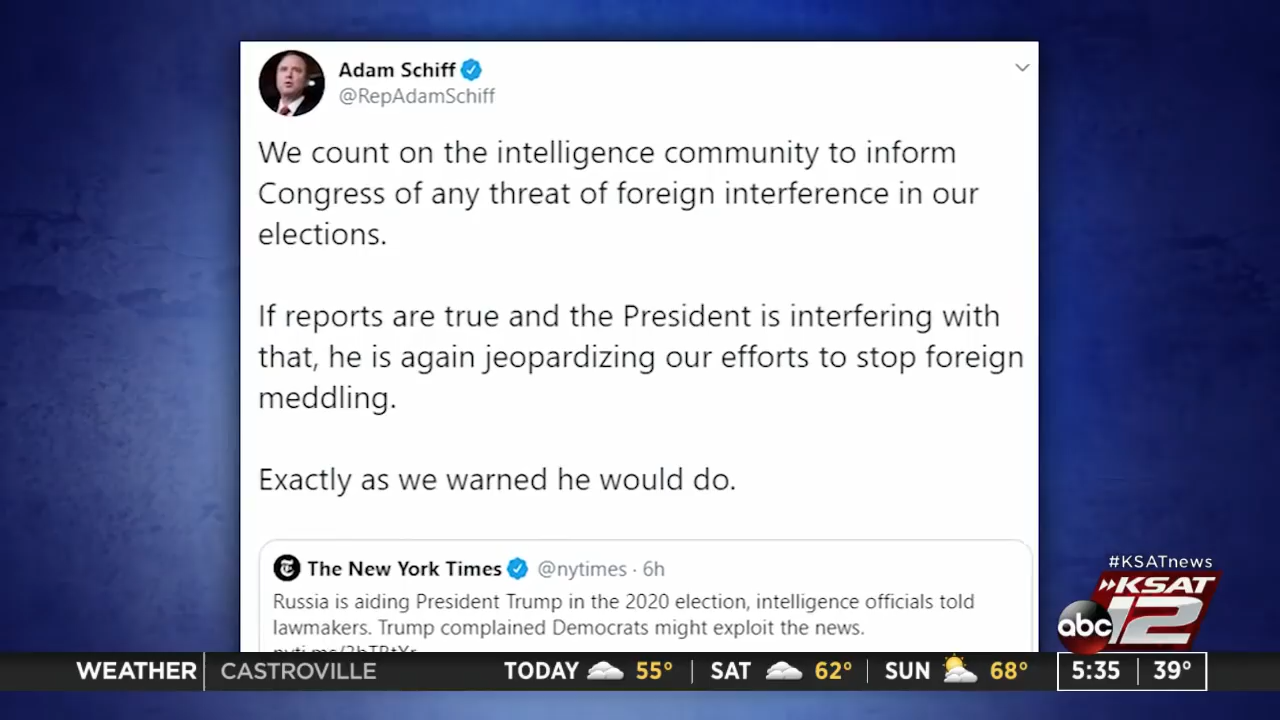 Adam Schiff
@RepAdamSchiff
We count on the intelligence community to inform
Congress of any threat of foreign interference in our
elections.
If reports are true and the President is interfering with
that, he is again jeopardizing our efforts to stop foreign
meddling.
Exactly as we warned he would do.
The New York Times @nytimes · 6h
Russia is aiding President Trump in the 2020 election, intelligence officials told
lawmakers. Trump complained Democrats might exploit the news.
#KSATnews
»KSAT
abc 12
WEATHER CASTROVILLE TODAY 55° SAT 62° SUN 68° 5:35 39°